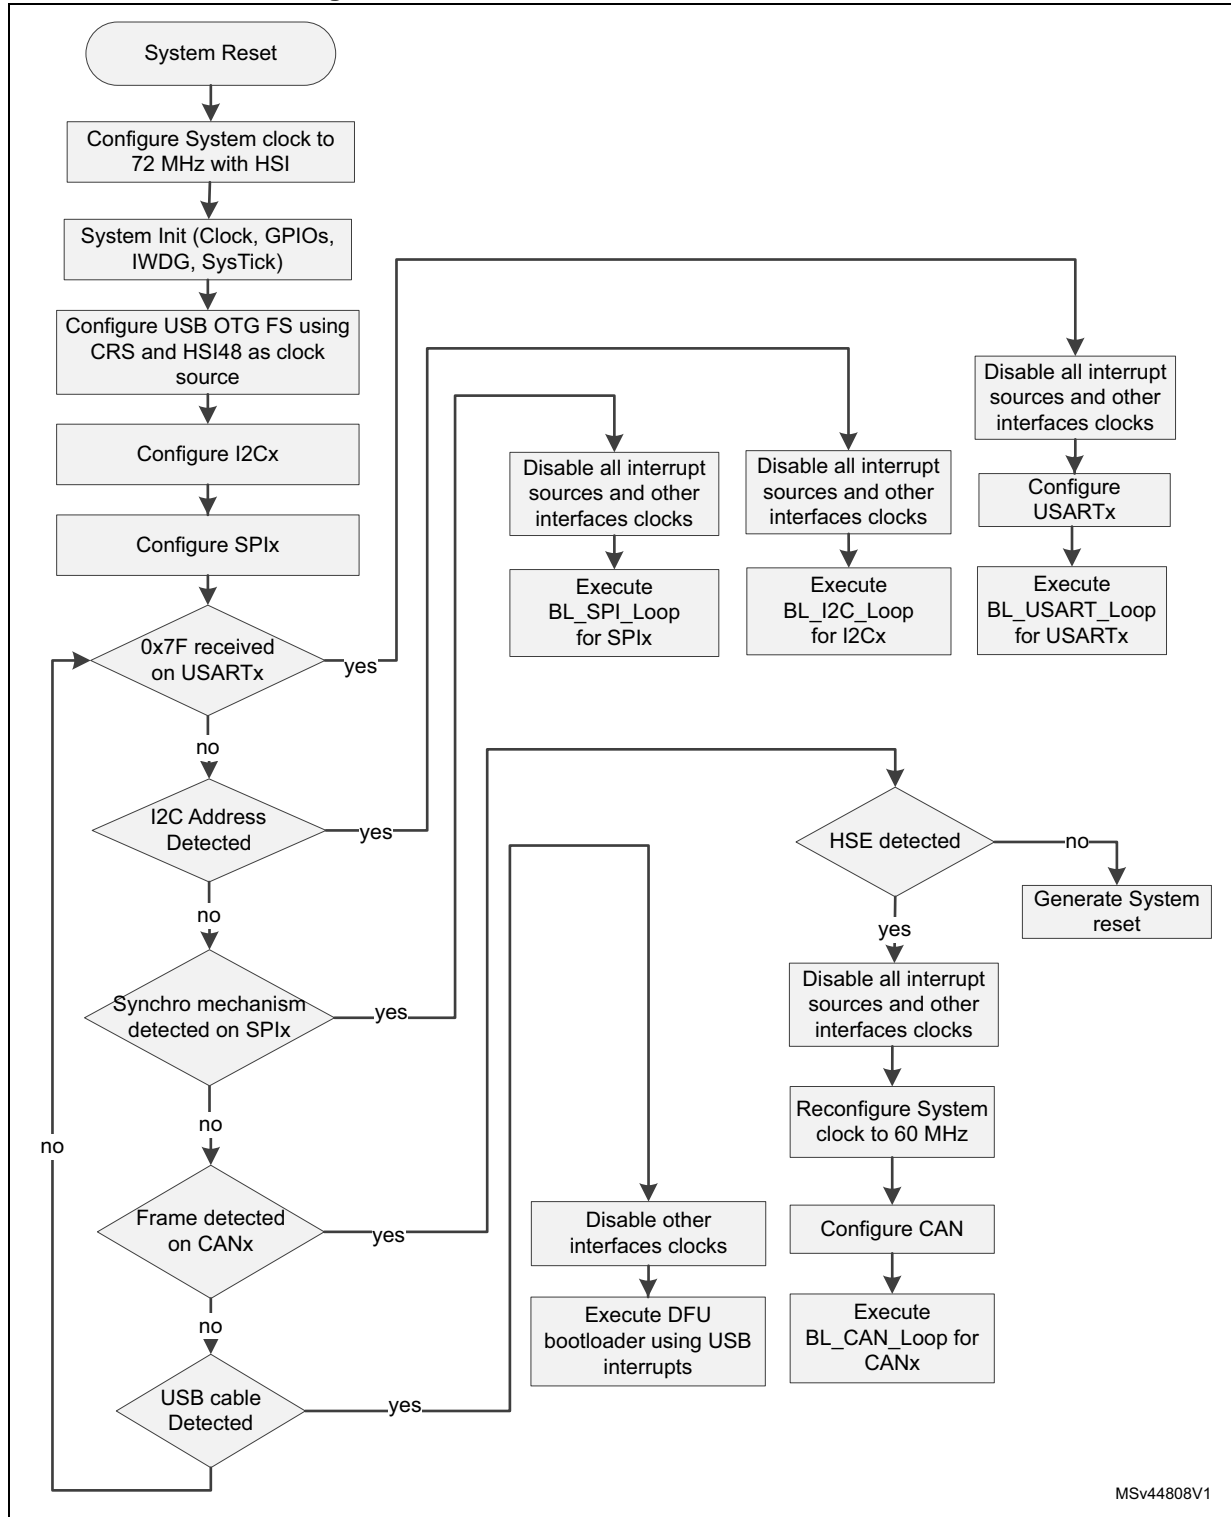 System Reset
Configure System clock to
72 MHz with HSI
System Init (Clock, GPIOs,
IWDG, SysTick)
Configure USB OTG FS using
CRS and HSI48 as clock
source
Configure I2Cx
Configure SPIx
0x7F received
on USARTx
yes
no
I2C Address
Detected
yes
no
Synchro mechanism
detected on SPIx
yes
no
no
Frame detected
on CANx
yes
no
USB cable
Detected
yes
Disable all interrupt
sources and other
interfaces clocks
Execute
BL_SPI_Loop
for SPIx
Disable all interrupt
sources and other
interfaces clocks
Execute
BL_I2C_Loop
for I2Cx
Disable all interrupt
sources and other
interfaces clocks
Configure
USARTx
Execute
BL_USART_Loop
for USARTx
HSE detected
no
Generate System
reset
yes
Disable all interrupt
sources and other
interfaces clocks
Reconfigure System
clock to 60 MHz
Configure CAN
Execute
BL_CAN_Loop for
CANx
Disable other
interfaces clocks
Execute DFU
bootloader using USB
interrupts
MSv44808V1